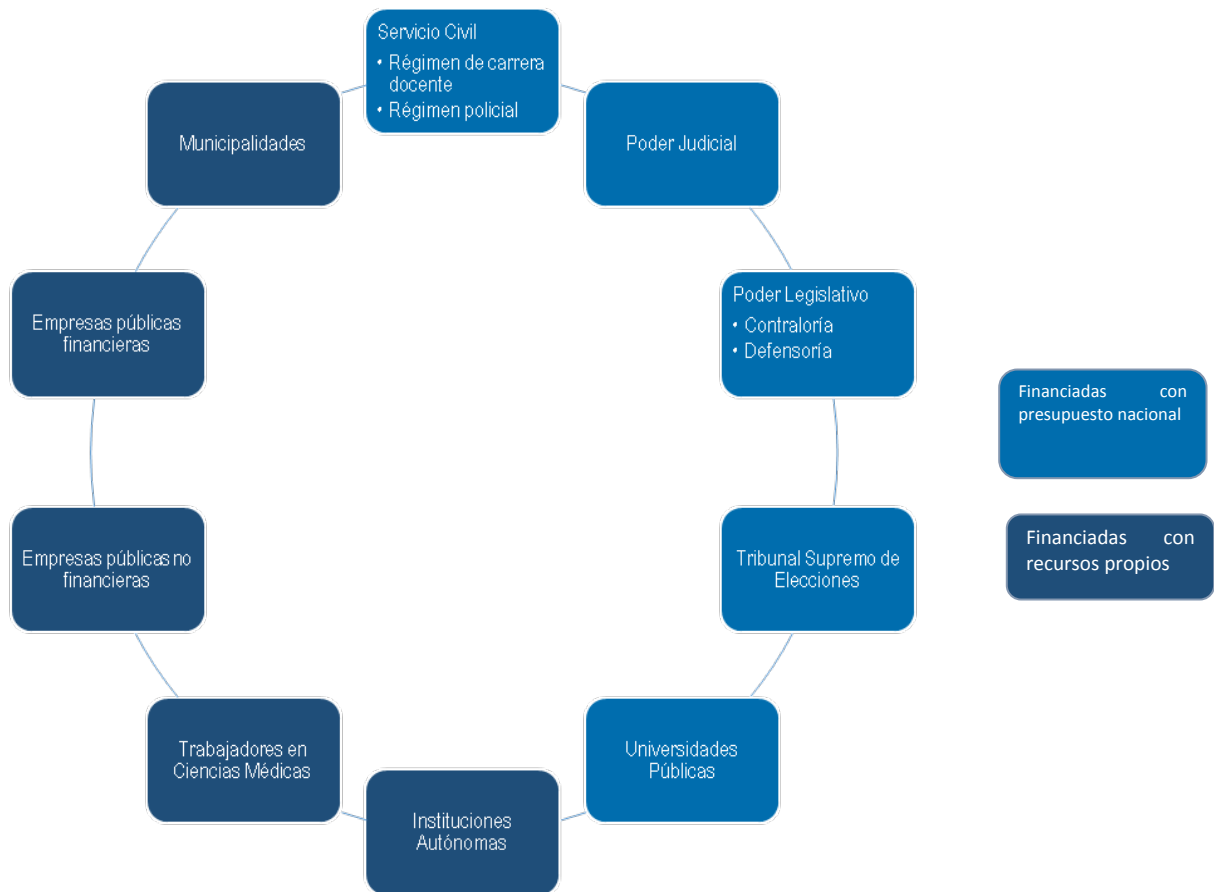 Servicio Civil
• Régimen de carrera
docente
• Régimen policial
Poder Judicial
Poder Legislativo
• Contraloría
• Defensoría
Tribunal Supremo de
Elecciones
Universidades
Públicas
Instituciones
Autónomas
Trabajadores en
Ciencias Médicas
Empresas públicas no
financieras
Empresas públicas
financieras
Municipalidades
Financiadas con
presupuesto nacional
Financiadas con
recursos propios